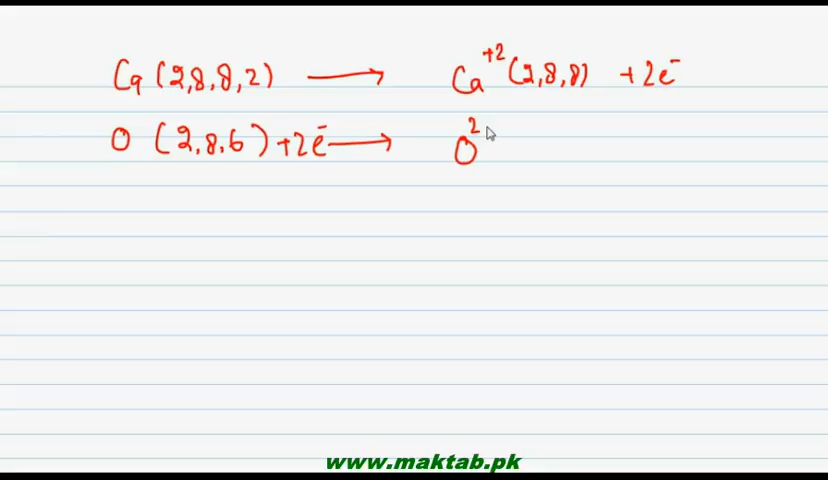 Ca (2,8,8,2) ⟶ Ca⁺² (2,8,8) + 2e⁻
O (2,8,6) + 2e⁻ ⟶ O²
www.maktab.pk